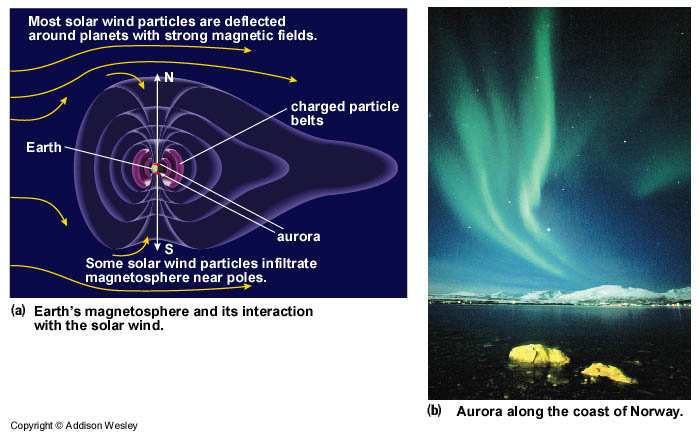 Most solar wind particles are deflected
around planets with strong magnetic fields.
N
charged particle
belts
Earth
aurora
S
Some solar wind particles infiltrate
magnetosphere near poles.
(a) Earth's magnetosphere and its interaction
with the solar wind.
(b) Aurora along the coast of Norway.
Copyright © Addison Wesley